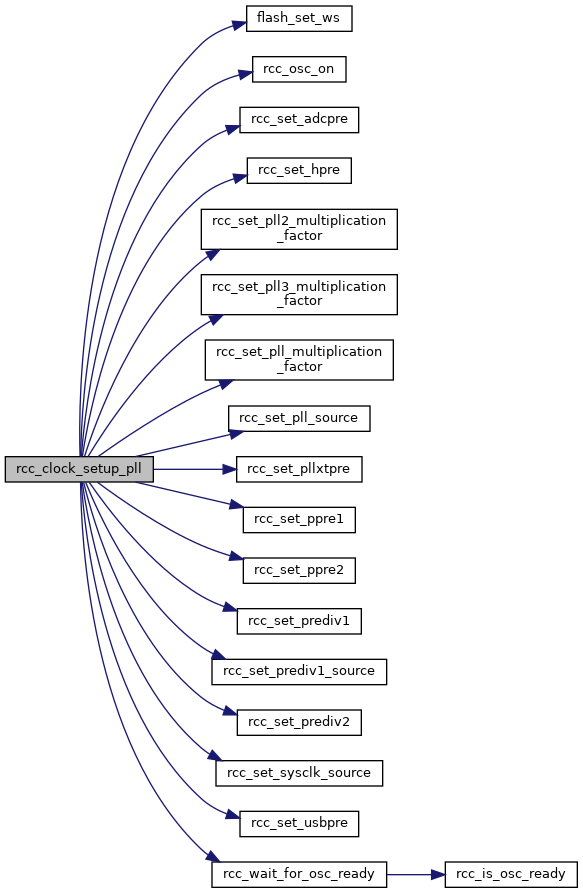 flash_set_ws
rcc_osc_on
rcc_set_adcpre
rcc_set_hpre
rcc_set_pll2_multiplication
_factor
rcc_set_pll3_multiplication
_factor
rcc_set_pll_multiplication
_factor
rcc_set_pll_source
rcc_clock_setup_pll
rcc_set_pllxtpre
rcc_set_ppre1
rcc_set_ppre2
rcc_set_prediv1
rcc_set_prediv1_source
rcc_set_prediv2
rcc_set_sysclk_source
rcc_set_usbpre
rcc_wait_for_osc_ready
rcc_is_osc_ready